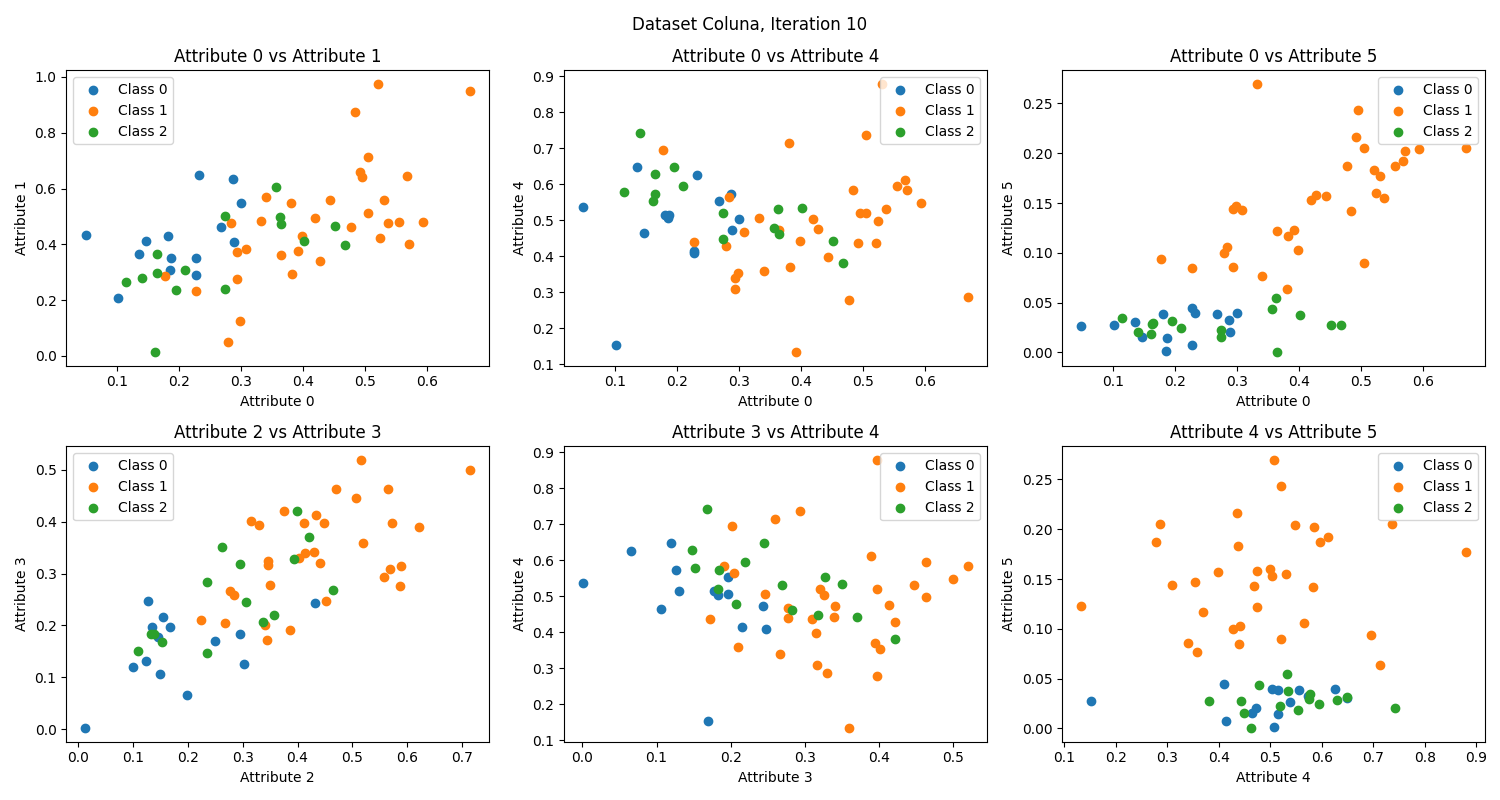 Dataset Coluna, Iteration 10
Attribute 0 vs Attribute 1
Class 0
Class 1
Class 2
1.0
0.8
0.6
0.4
0.2
0.0
Attribute 1
0.1 0.2 0.3 0.4 0.5 0.6
Attribute 0
Attribute 0 vs Attribute 4
Class 0
Class 1
Class 2
0.9
0.8
0.7
0.6
0.5
0.4
0.3
0.2
0.1
Attribute 4
0.1 0.2 0.3 0.4 0.5 0.6
Attribute 0
Attribute 0 vs Attribute 5
Class 0
Class 1
Class 2
0.25
0.20
0.15
0.10
0.05
0.00
Attribute 5
0.1 0.2 0.3 0.4 0.5 0.6
Attribute 0
Attribute 2 vs Attribute 3
Class 0
Class 1
Class 2
0.5
0.4
0.3
0.2
0.1
0.0
Attribute 3
0.0 0.1 0.2 0.3 0.4 0.5 0.6 0.7
Attribute 2
Attribute 3 vs Attribute 4
Class 0
Class 1
Class 2
0.9
0.8
0.7
0.6
0.5
0.4
0.3
0.2
0.1
Attribute 4
0.0 0.1 0.2 0.3 0.4 0.5
Attribute 3
Attribute 4 vs Attribute 5
Class 0
Class 1
Class 2
0.25
0.20
0.15
0.10
0.05
0.00
Attribute 5
0.1 0.2 0.3 0.4 0.5 0.6 0.7 0.8 0.9
Attribute 4